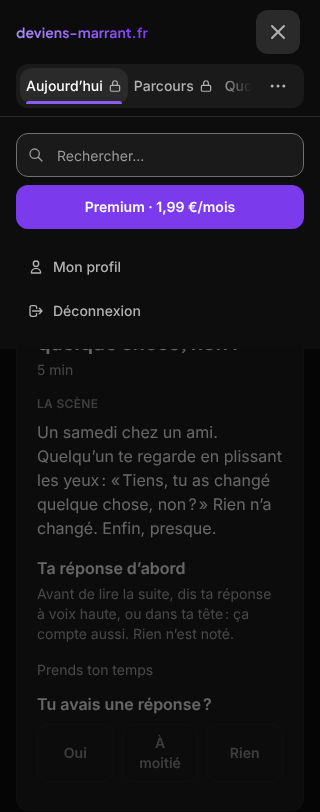 deviens-marrant.fr
Aujourd’hui Parcours Quo
Rechercher...
Premium · 1,99 €/mois
Mon profil
Déconnexion
5 min
LA SCÈNE
Un samedi chez un ami.
Quelqu’un te regarde en plissant
les yeux : « Tiens, tu as changé
quelque chose, non ? » Rien n’a
changé. Enfin, presque.
Ta réponse d’abord
Avant de lire la suite, dis ta réponse
à voix haute, ou dans ta tête : ça
compte aussi. Rien n’est noté.
Prends ton temps
Tu avais une réponse ?
Oui
À
moitié
Rien